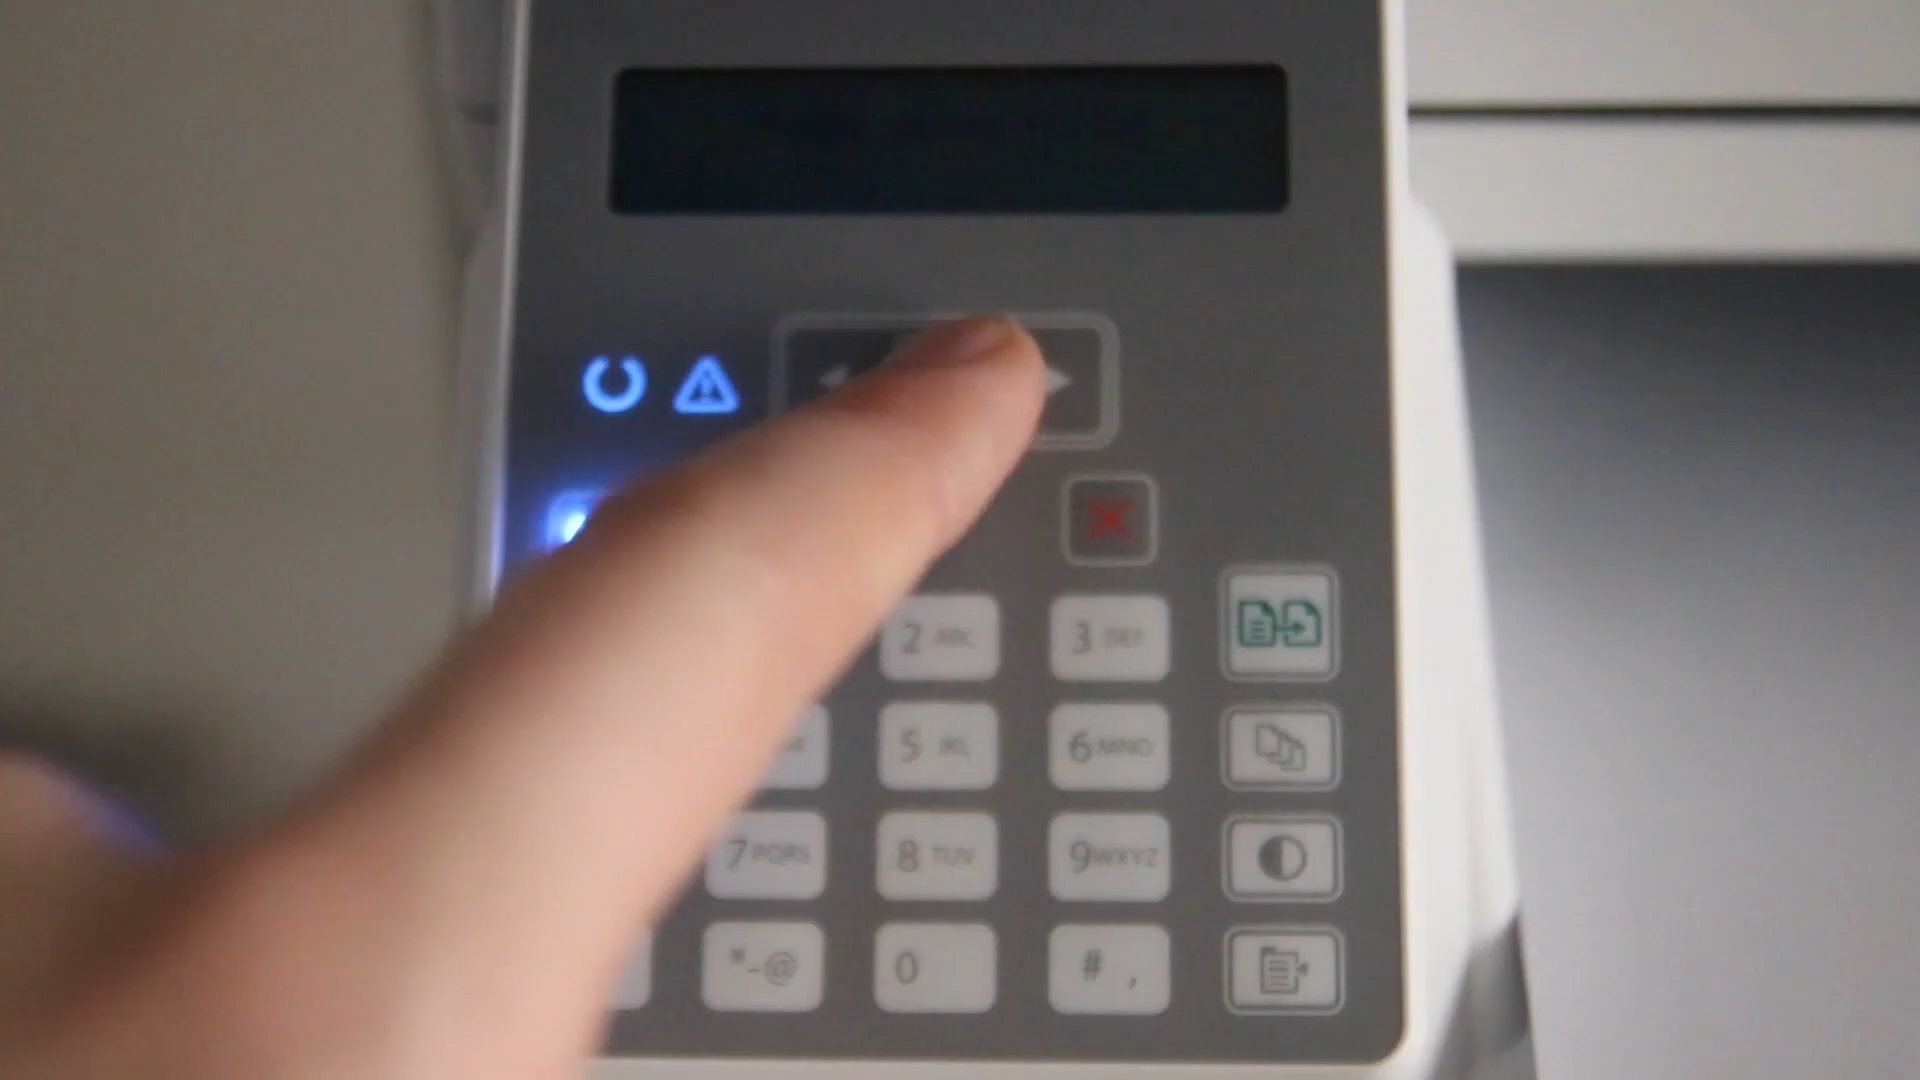 2 ABC
3 DEF
5 JKL
6 MNO
7 PQRS
8 TUV
9 WXYZ
*-@
0
# ,